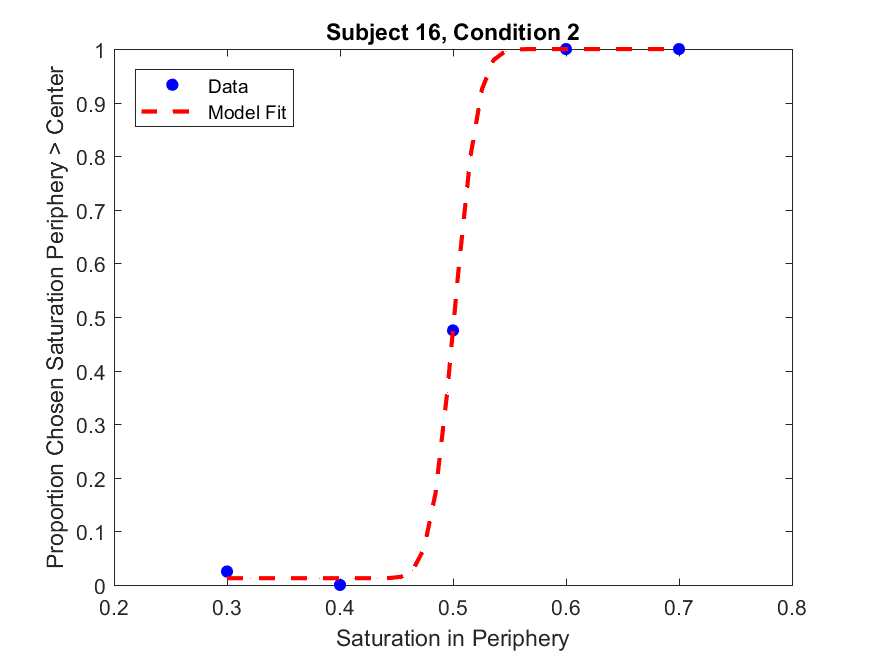 Subject 16, Condition 2
Data
Model Fit
Proportion Chosen Saturation Periphery > Center
1
0.9
0.8
0.7
0.6
0.5
0.4
0.3
0.2
0.1
0
0.2 0.3 0.4 0.5 0.6 0.7 0.8
Saturation in Periphery